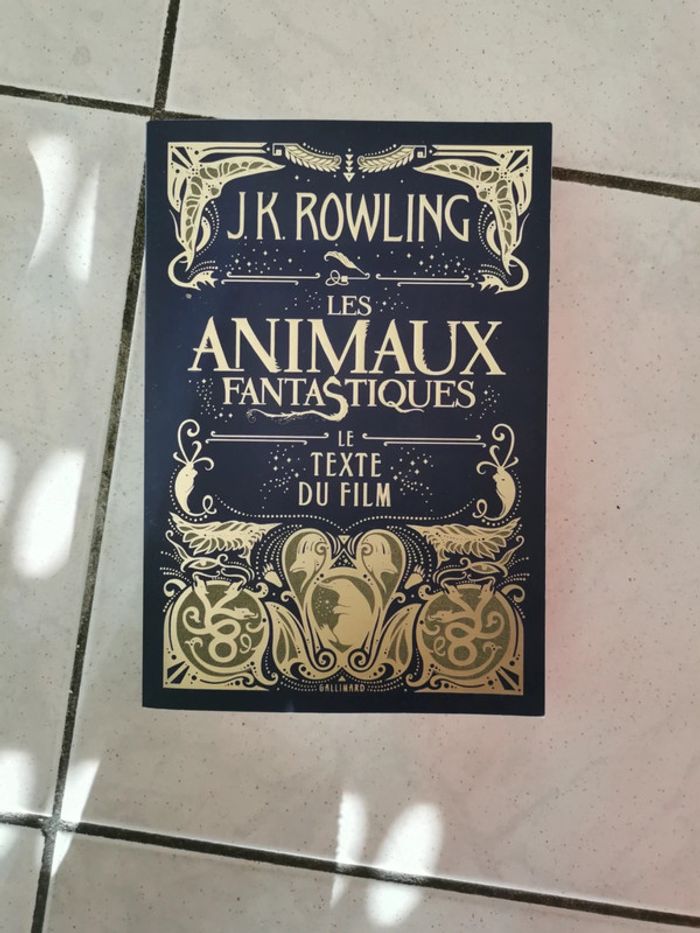 J.K. ROWLING
LES
ANIMAUX
FANTASTIQUES
LE
TEXTE
DU FILM
GALLIMARD